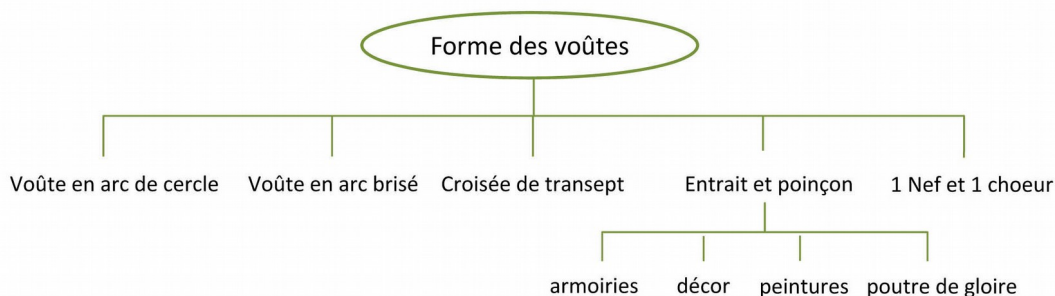 Forme des voûtes
Voûte en arc de cercle Voûte en arc brisé Croisée de transept Entrait et poinçon 1 Nef et 1 choeur
armoiries décor peintures poutre de gloire